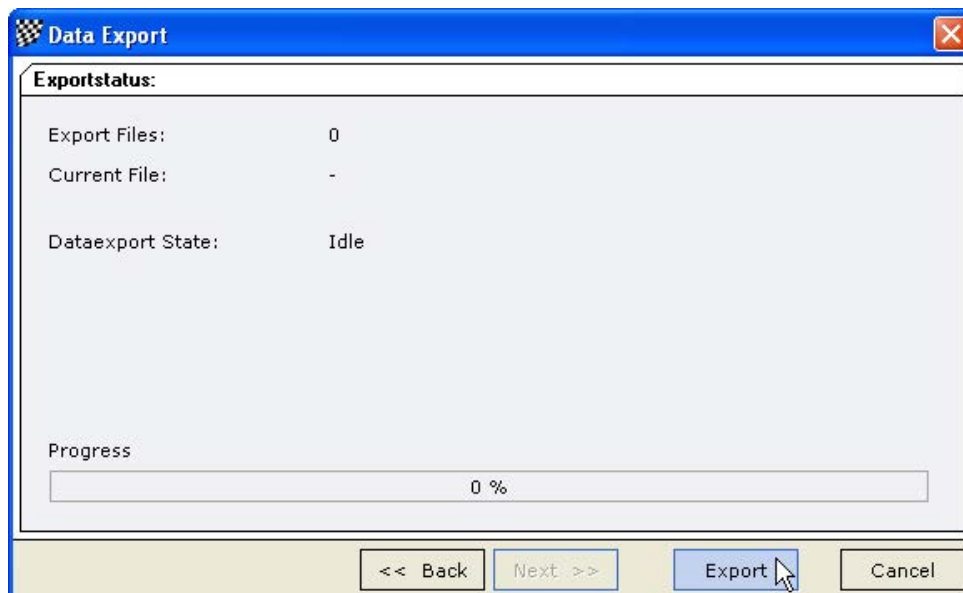 Data Export
Exportstatus:
Export Files: 0
Current File: -
Dataexport State: Idle
Progress
0 %
<< Back Next >> Export Cancel